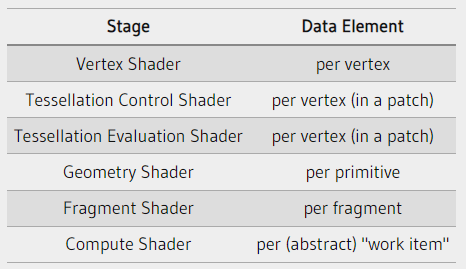 Stage Data Element
Vertex Shader per vertex
Tessellation Control Shader per vertex (in a patch)
Tessellation Evaluation Shader per vertex (in a patch)
Geometry Shader per primitive
Fragment Shader per fragment
Compute Shader per (abstract) "work item"